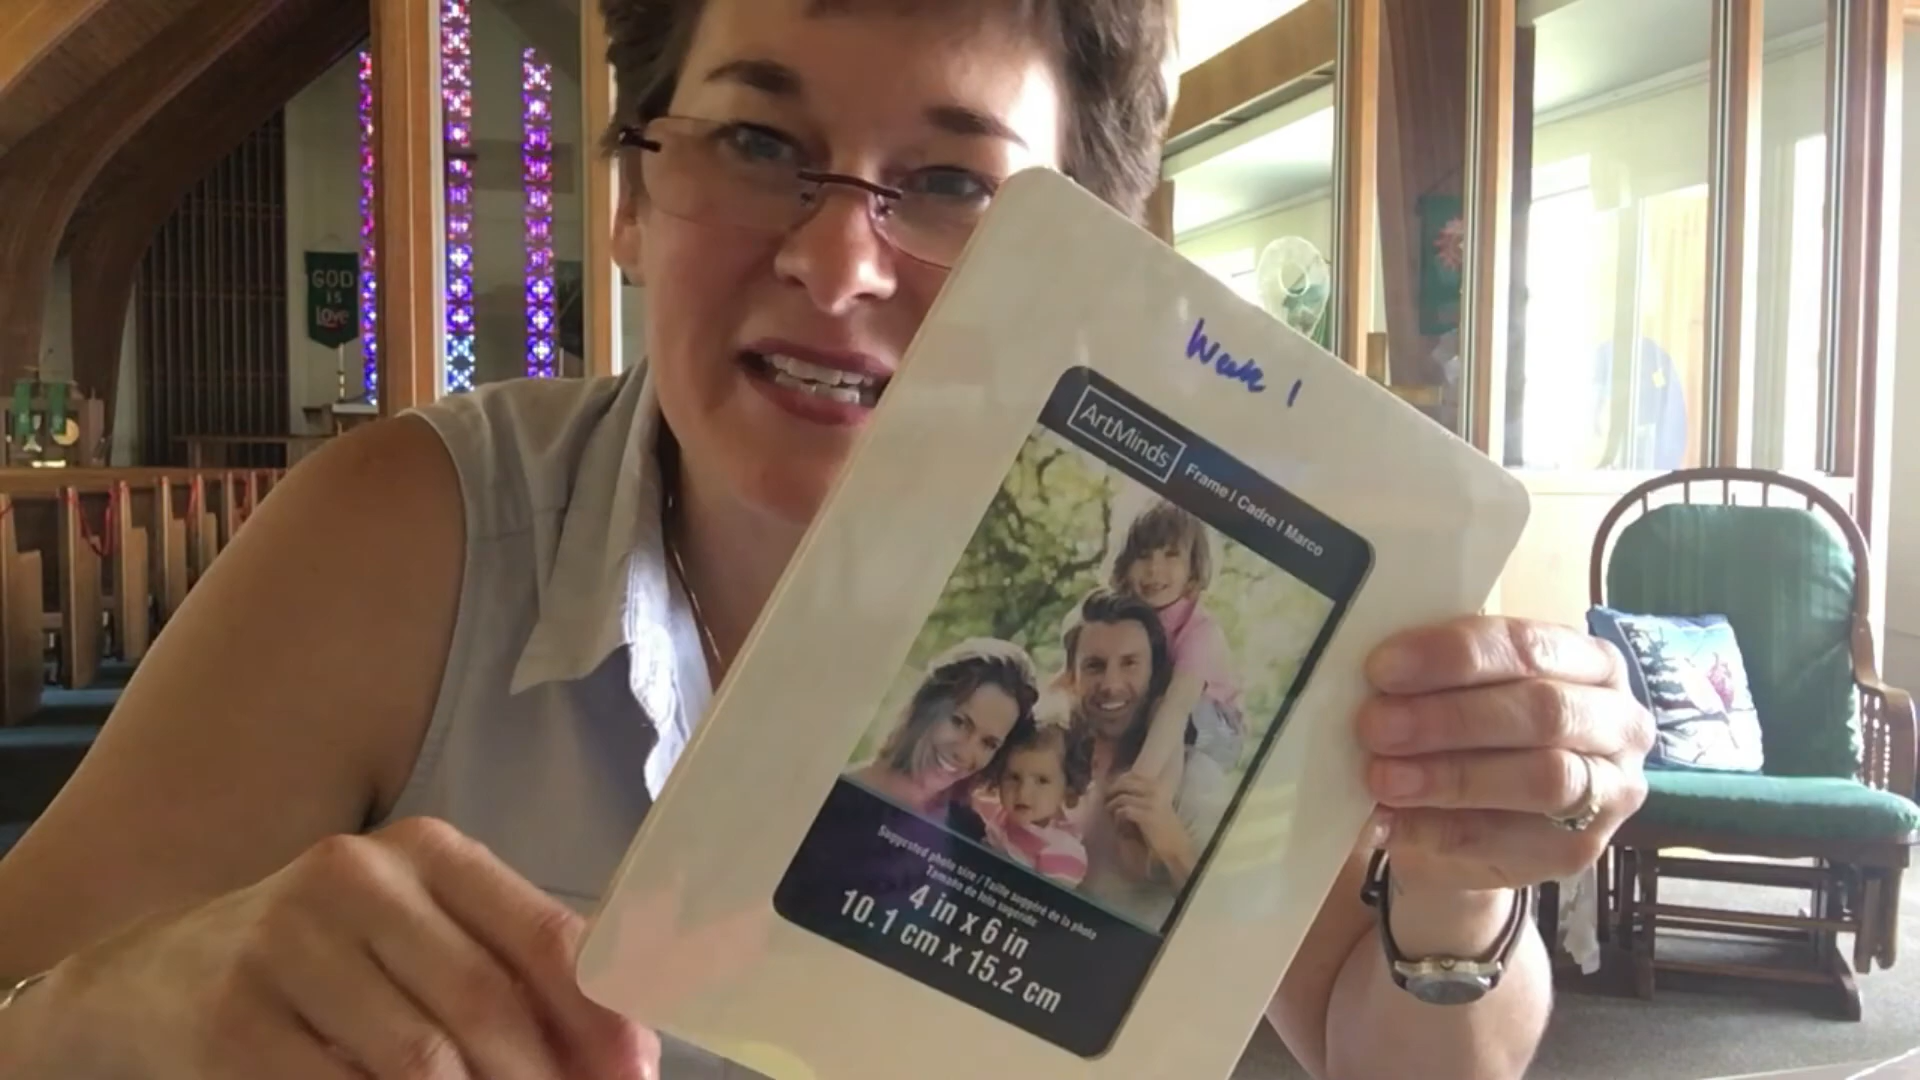 GOD
IS
Love
Week 1
ArtMinds
Frame | Cadre | Marco
Suggested photo size / Taille suggéré de la photo
Tamaño de foto sugerido
4 in x 6 in
10.1 cm x 15.2 cm